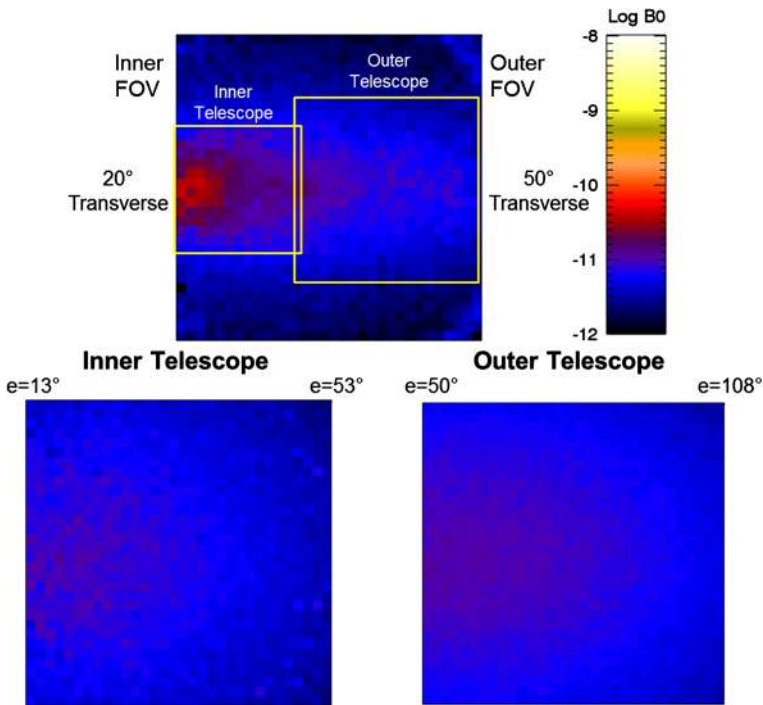 Log B0
Inner
FOV
Outer
Telescope
Outer
FOV
Inner
Telescope
20°
Transverse
50°
Transverse
-8
-9
-10
-11
-12
Inner Telescope
Outer Telescope
e=13°
e=53°
e=50°
e=108°